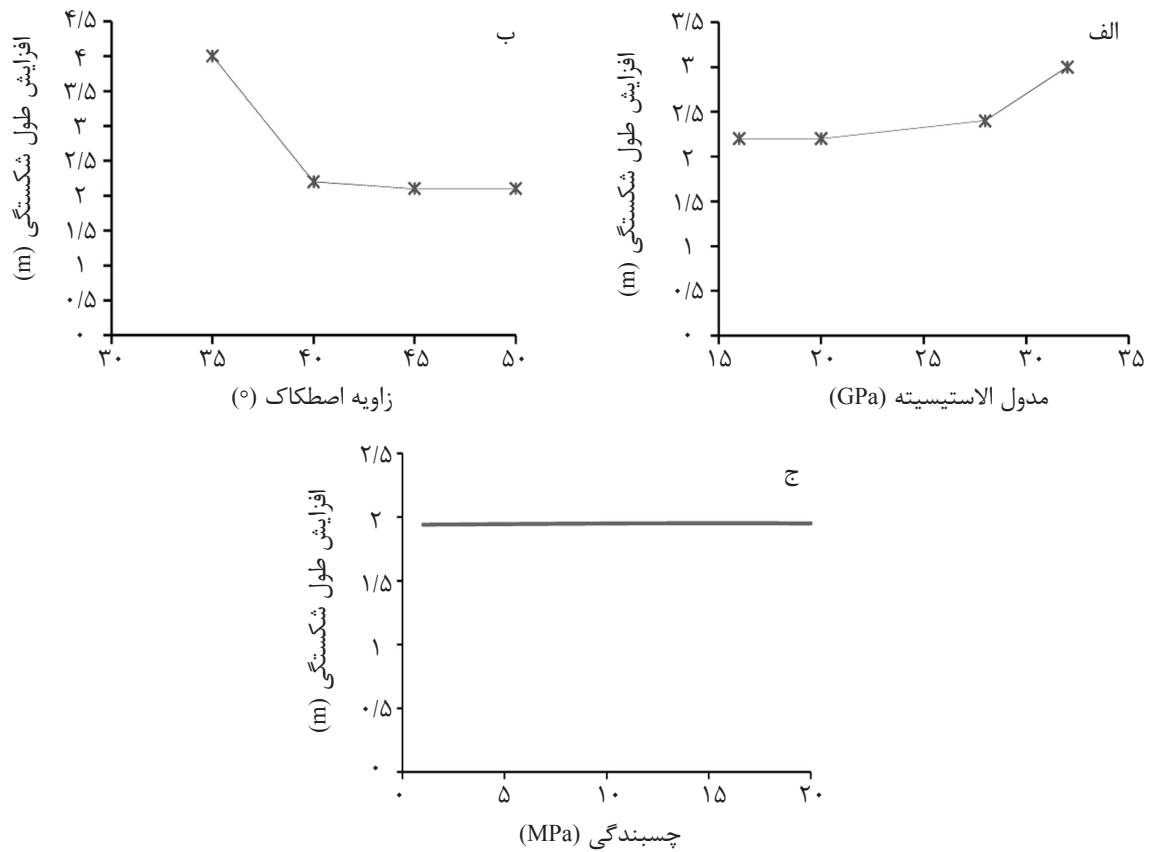 الف
افزایش طول شکستگی (m)
۳/۵
۳
۲/۵
۲
۱/۵
۱
۰/۵
۰
۱۵ ۲۰ ۲۵ ۳۰ ۳۵
مدول الاستیسیته (GPa)
ب
افزایش طول شکستگی (m)
۴/۵
۴
۳/۵
۳
۲/۵
۲
۱/۵
۱
۰/۵
۰
۳۰ ۳۵ ۴۰ ۴۵ ۵۰
زاویه اصطکاک (°)
ج
افزایش طول شکستگی (m)
۲/۵
۲
۱/۵
۱
۰/۵
۰
۰ ۵ ۱۰ ۱۵ ۲۰
چسبندگی (MPa)